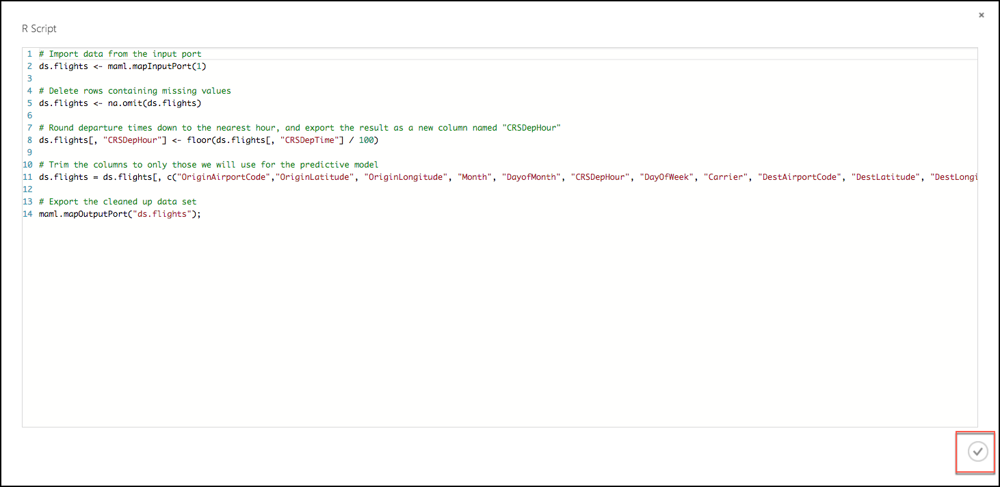 R Script
1 # Import data from the input port
2 ds.flights <- maml.mapInputPort(1)
3
4 # Delete rows containing missing values
5 ds.flights <- na.omit(ds.flights)
6
7 # Round departure times down to the nearest hour, and export the result as a new column named "CRSDepHour"
8 ds.flights[, "CRSDepHour"] <- floor(ds.flights[, "CRSDepTime"] / 100)
9
10 # Trim the columns to only those we will use for the predictive model
11 ds.flights = ds.flights[, c("OriginAirportCode","OriginLatitude", "OriginLongitude", "Month", "DayofMonth", "CRSDepHour", "DayOfWeek", "Carrier", "DestAirportCode", "DestLatitude", "DestLongi
12
13 # Export the cleaned up data set
14 maml.mapOutputPort("ds.flights");